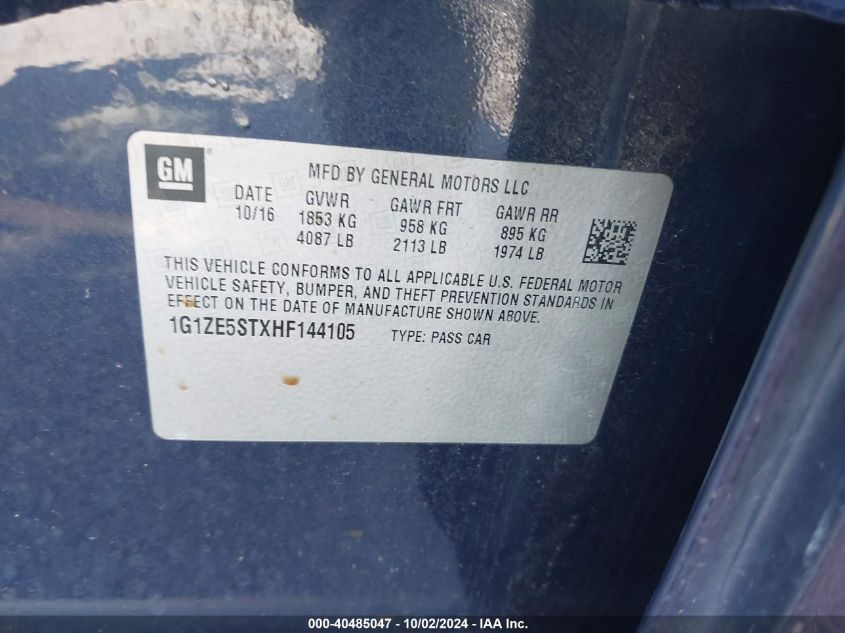 GM
MFD BY GENERAL MOTORS LLC
DATE GVWR GAWR FRT GAWR RR
10/16 1853 KG 958 KG 895 KG
4087 LB 2113 LB 1974 LB
THIS VEHICLE CONFORMS TO ALL APPLICABLE U.S. FEDERAL MOTOR
VEHICLE SAFETY, BUMPER, AND THEFT PREVENTION STANDARDS IN
EFFECT ON THE DATE OF MANUFACTURE SHOWN ABOVE.
1G1ZE5STXHF144105 TYPE: PASS CAR
000-40485047 - 10/02/2024 - IAA Inc.